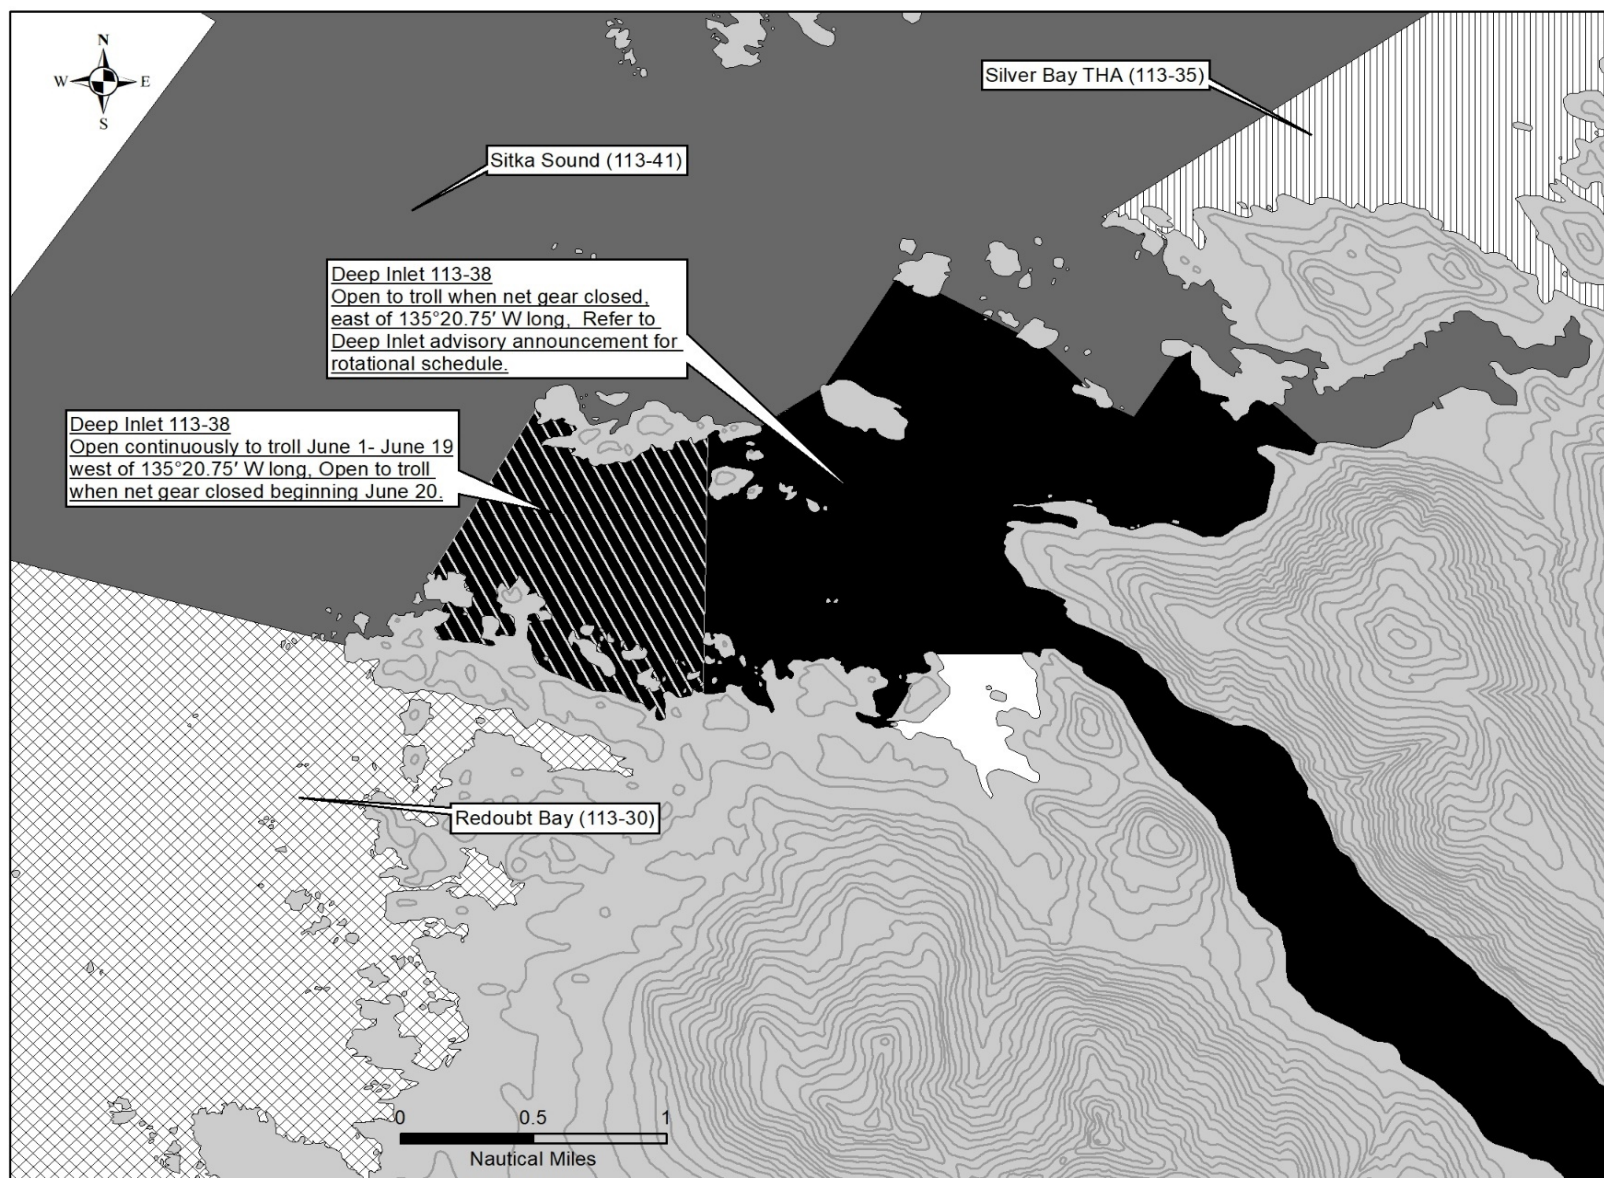 N
W E
S
Silver Bay THA (113-35)
Sitka Sound (113-41)
Deep Inlet 113-38
Open to troll when net gear closed,
east of 135°20.75′ W long, Refer to
Deep Inlet advisory announcement for
rotational schedule.
Deep Inlet 113-38
Open continuously to troll June 1- June 19
west of 135°20.75′ W long, Open to troll
when net gear closed beginning June 20.
Redoubt Bay (113-30)
0 0.5 1
Nautical Miles